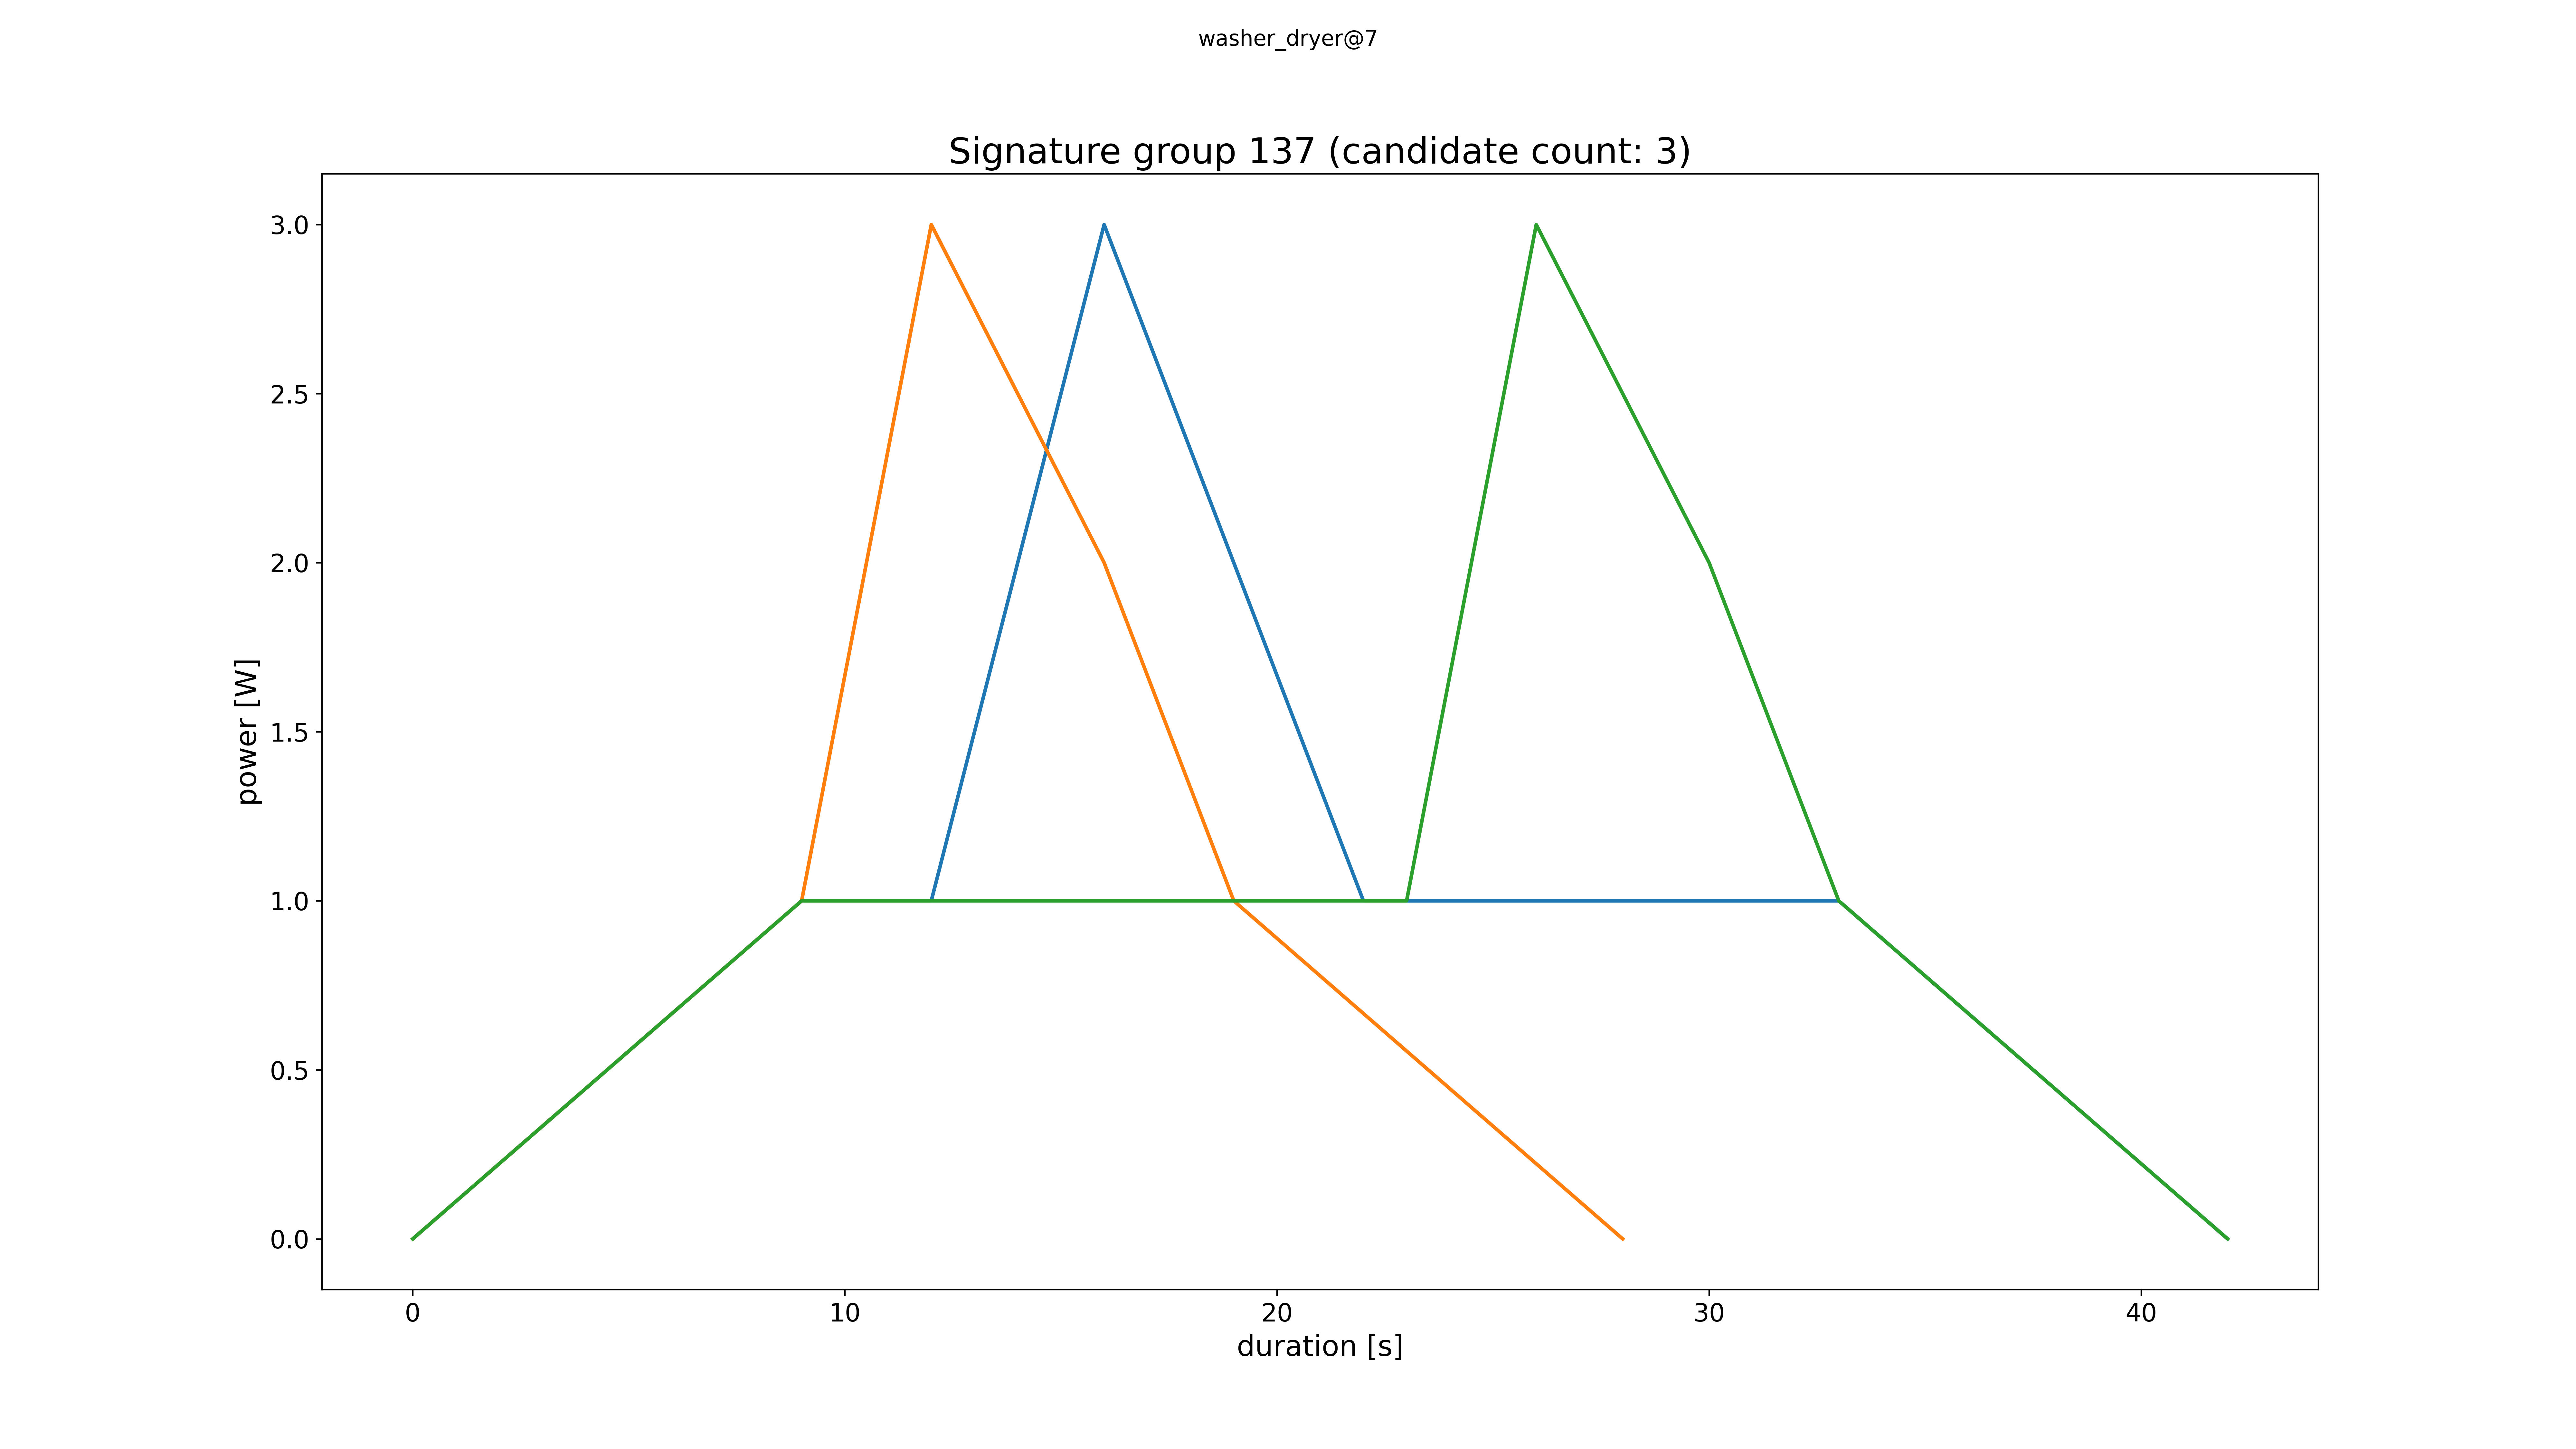 washer_dryer@7
Signature group 137 (candidate count: 3)
3.0
2.5
2.0
1.5
1.0
0.5
0.0
power [W]
0 10 20 30 40
duration [s]